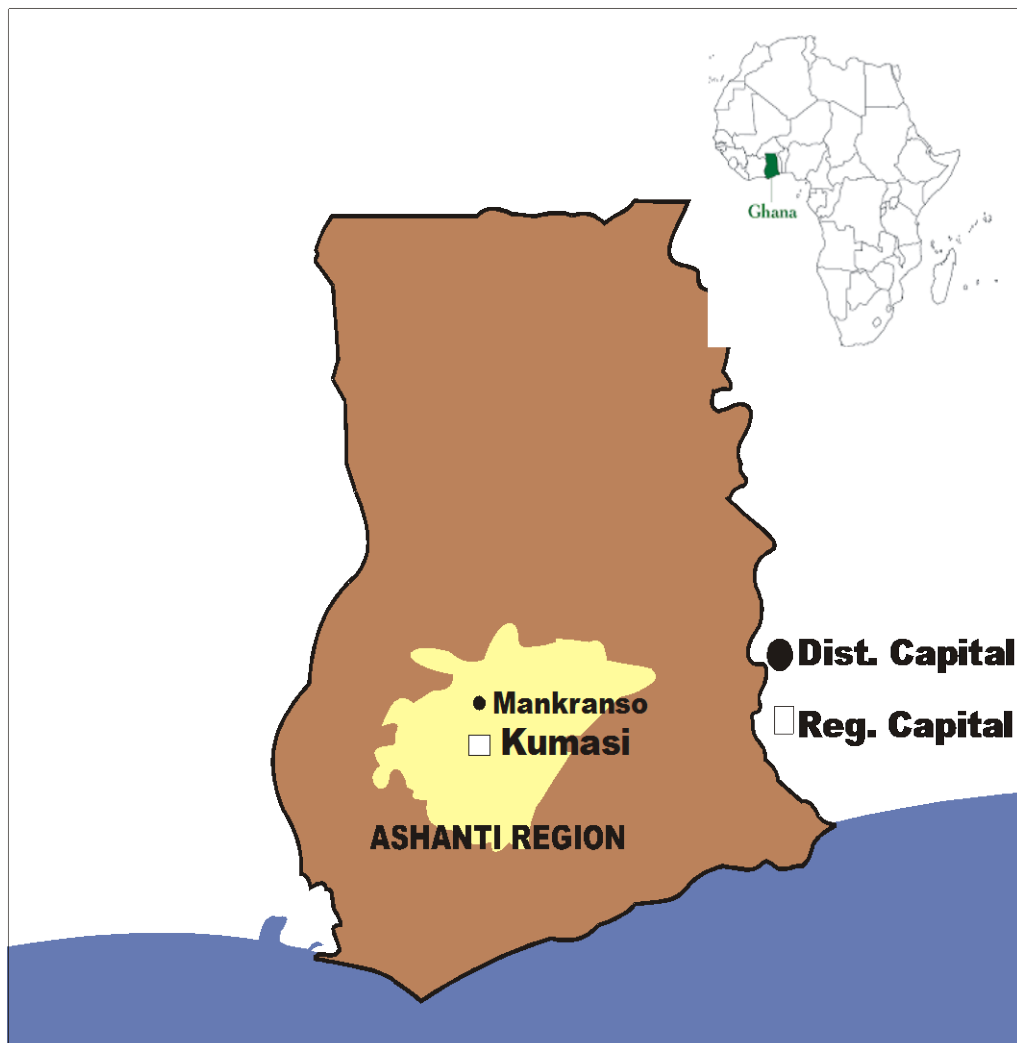 Ghana
Dist. Capital
Mankranso
Reg. Capital
Kumasi
ASHANTI REGION